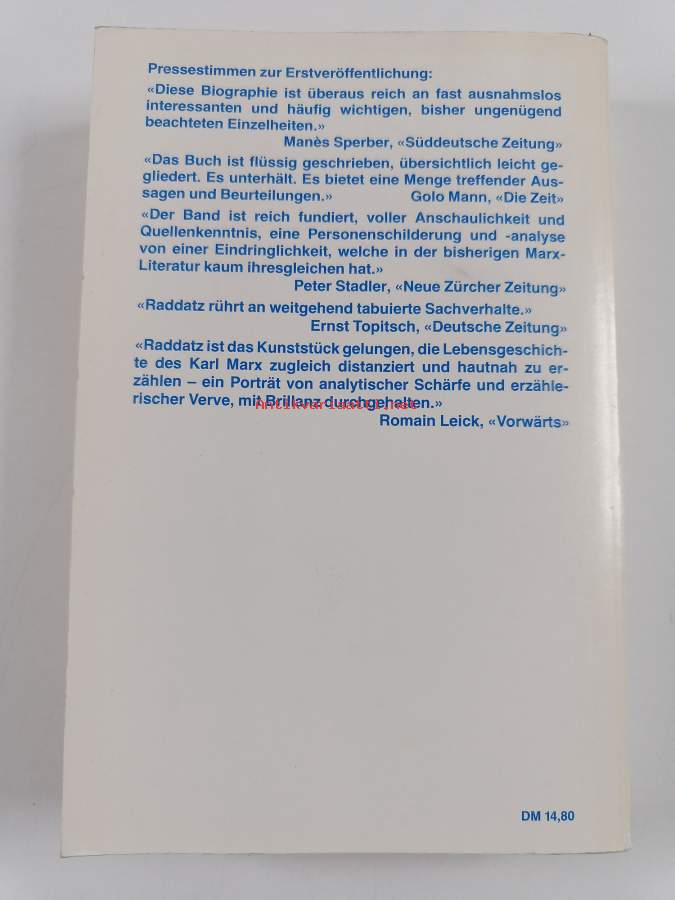 Pressestimmen zur Erstveröffentlichung:
«Diese Biographie ist überaus reich an fast ausnahmslos
interessanten und häufig wichtigen, bisher ungenügend
beachteten Einzelheiten.»
Manès Sperber, «Süddeutsche Zeitung»
«Das Buch ist flüssig geschrieben, übersichtlich leicht ge-
gliedert. Es unterhält. Es bietet eine Menge treffender Aus-
sagen und Beurteilungen.» Golo Mann, «Die Zeit»
«Der Band ist reich fundiert, voller Anschaulichkeit und
Quellenkenntnis, eine Personenschilderung und -analyse
von einer Eindringlichkeit, welche in der bisherigen Marx-
Literatur kaum ihresgleichen hat.»
Peter Stadler, «Neue Zürcher Zeitung»
«Raddatz rührt an weitgehend tabuierte Sachverhalte.»
Ernst Topitsch, «Deutsche Zeitung»
«Raddatz ist das Kunststück gelungen, die Lebensgeschich-
te des Karl Marx zugleich distanziert und hautnah zu er-
zählen – ein Porträt von analytischer Schärfe und erzähle-
rischer Verve, mit Brillanz durchgehalten.»
Antikvariaatti.net
Romain Leick, «Vorwärts»
DM 14,80